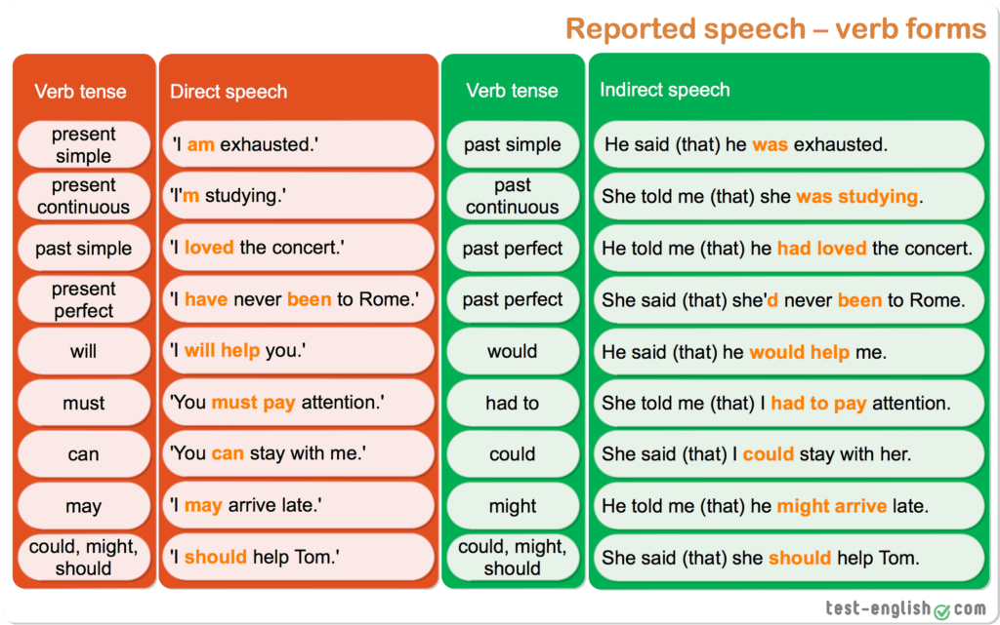 Reported speech – verb forms
Verb tense
Direct speech
Verb tense
Indirect speech
present
simple
'I am exhausted.'
past simple
He said (that) he was exhausted.
present
continuous
'I'm studying.'
past
continuous
She told me (that) she was studying.
past simple
'I loved the concert.'
past perfect
He told me (that) he had loved the concert.
present
perfect
'I have never been to Rome.'
past perfect
She said (that) she'd never been to Rome.
will
'I will help you.'
would
He said (that) he would help me.
must
'You must pay attention.'
had to
She told me (that) I had to pay attention.
can
'You can stay with me.'
could
She said (that) I could stay with her.
may
'I may arrive late.'
might
He told me (that) he might arrive late.
could, might,
should
'I should help Tom.'
could, might,
should
She said (that) she should help Tom.
test-english com